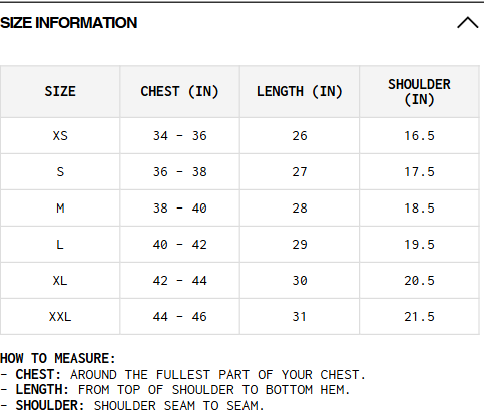 SIZE INFORMATION
SIZE CHEST (IN) LENGTH (IN) SHOULDER (IN)
XS 34 - 36 26 16.5
S 36 - 38 27 17.5
M 38 - 40 28 18.5
L 40 - 42 29 19.5
XL 42 - 44 30 20.5
XXL 44 - 46 31 21.5
HOW TO MEASURE:
- CHEST: AROUND THE FULLEST PART OF YOUR CHEST.
- LENGTH: FROM TOP OF SHOULDER TO BOTTOM HEM.
- SHOULDER: SHOULDER SEAM TO SEAM.